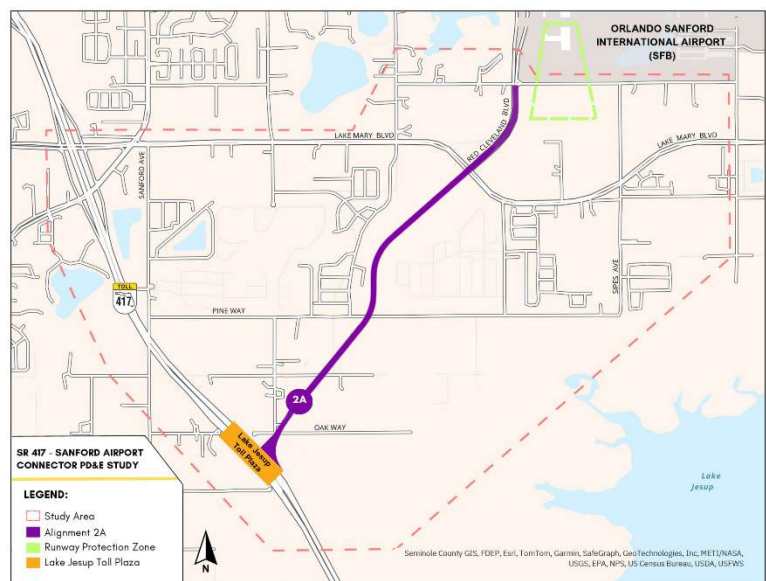 ORLANDO SANFORD
INTERNATIONAL AIRPORT
(SFB)
LAKE MARY BLVD
RED CLEVELAND BLVD
LAKE MARY BLVD
SANFORD AVE
TOLL
417
SIPES AVE
PINE WAY
2A
OAK WAY
Lake Jesup
Toll Plaza
Lake
Jesup
SR 417 - SANFORD AIRPORT
CONNECTOR PD&E STUDY
LEGEND:
Study Area
Alignment 2A
Runway Protection Zone
Lake Jesup Toll Plaza
N
Seminole County GIS, FDEP, Esri, TomTom, Garmin, SafeGraph, GeoTechnologies, Inc, METI/NASA,
USGS, EPA, NPS, US Census Bureau, USDA, USFWS